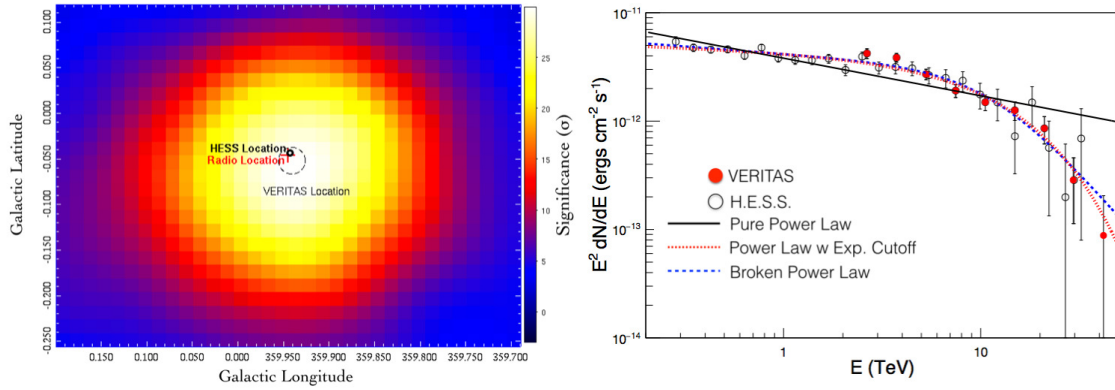 0.100
0.050
0.000
-0.050
-0.100
-0.150
-0.200
-0.250
Galactic Latitude
HESS Location
Radio Location
VERITAS Location
0.150
0.100
0.050
0.000
359.950
359.900
359.850
359.800
359.750
359.700
Galactic Longitude
25
20
15
10
5
0
Significance (σ)
10⁻¹¹
10⁻¹²
10⁻¹³
10⁻¹⁴
E² dN/dE (ergs cm⁻² s⁻¹)
VERITAS
H.E.S.S.
Pure Power Law
Power Law w Exp. Cutoff
Broken Power Law
1
10
E (TeV)